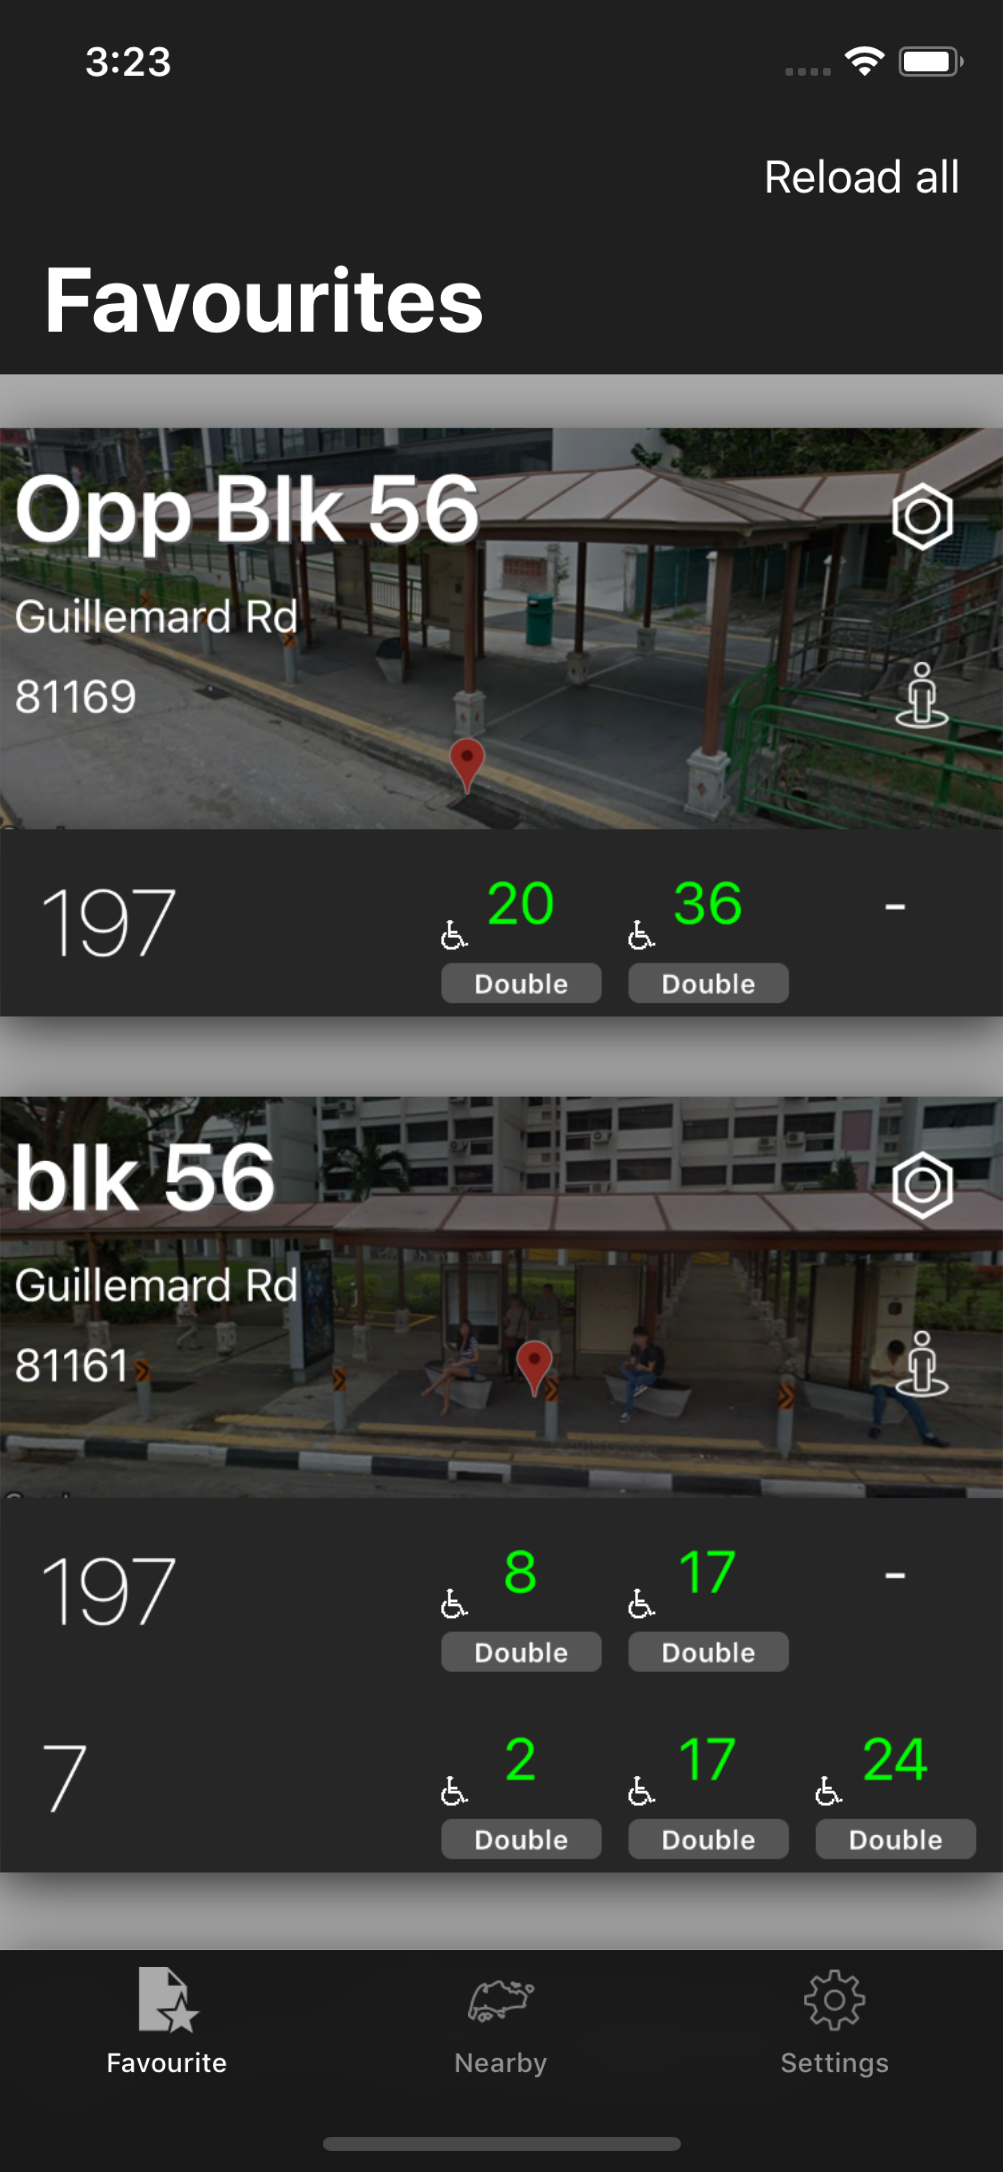 3:23
Reload all
Favourites
Opp Blk 56
Guillemard Rd
81169
197
20
36
-
Double
Double
blk 56
Guillemard Rd
81161
197
8
17
-
Double
Double
7
2
17
24
Double
Double
Double
Favourite
Nearby
Settings